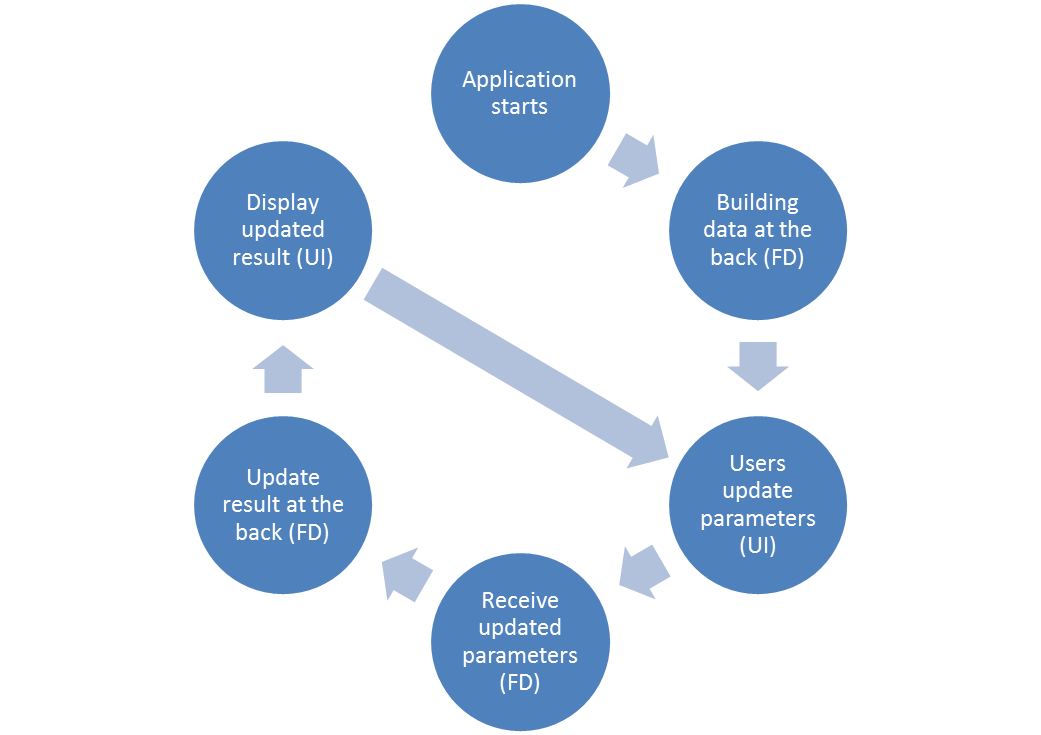 Application
starts
Building
data at the
back (FD)
Users
update
parameters
(UI)
Receive
updated
parameters
(FD)
Update
result at the
back (FD)
Display
updated
result (UI)